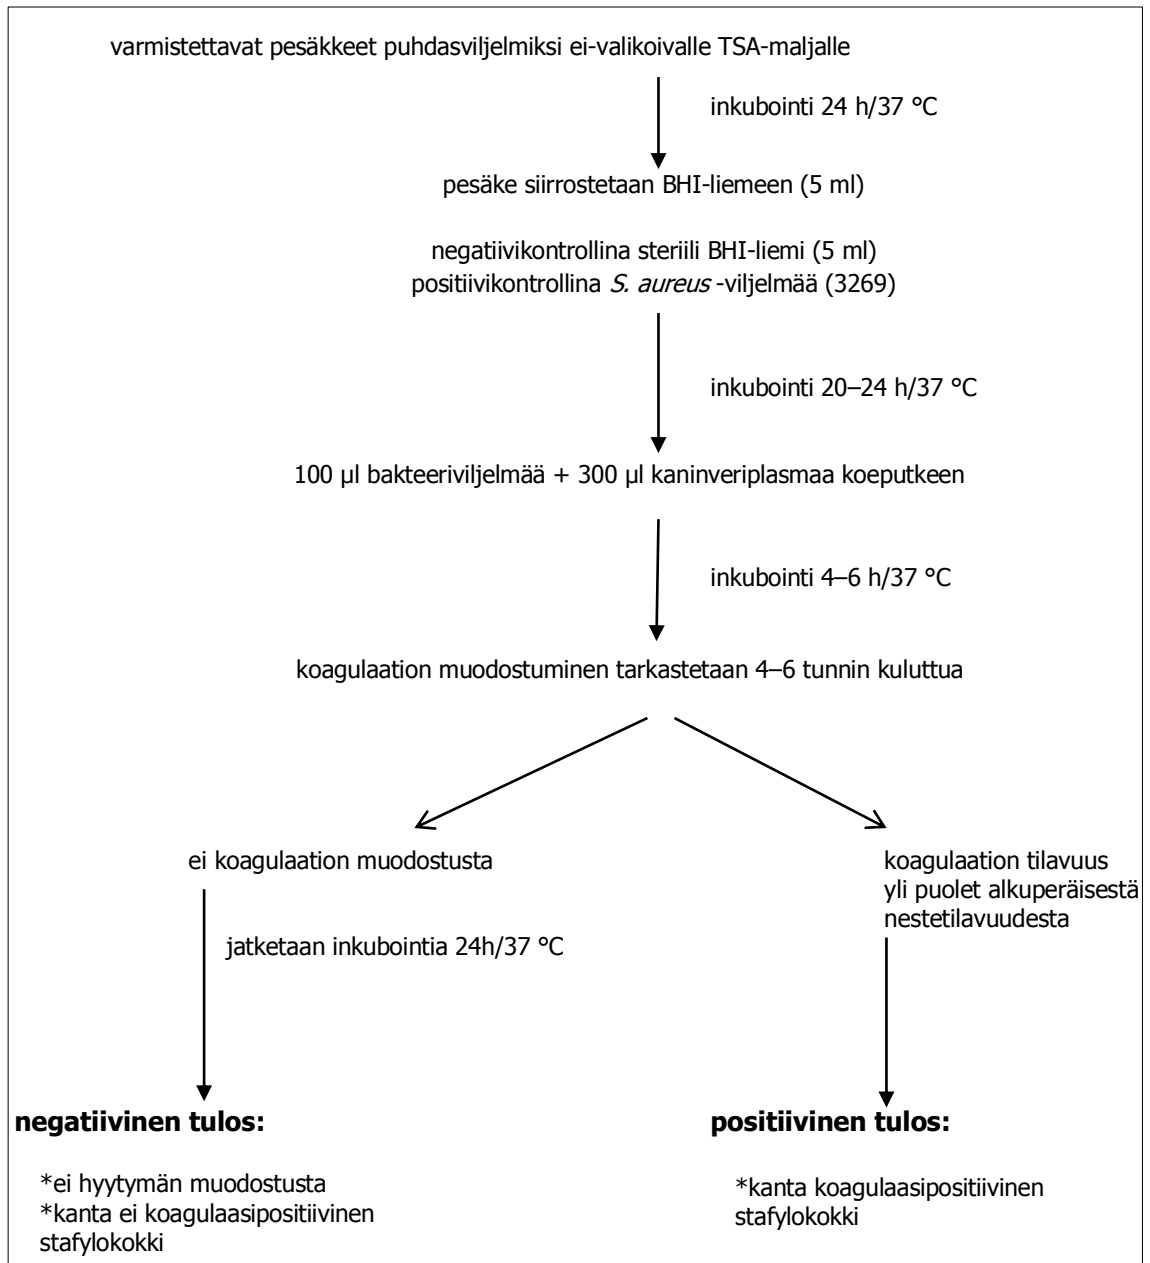 varmistettavat pesäkkeet puhdasviljelmiksi ei-valikoivalle TSA-maljalle
inkubointi 24 h/37 °C
pesäke siirrostetaan BHI-liemeen (5 ml)
negatiivikontrollina steriili BHI-liemi (5 ml)
positiivikontrollina S. aureus -viljelmää (3269)
inkubointi 20–24 h/37 °C
100 µl bakteeriviljelmää + 300 µl kaninveriplasmaa koeputkeen
inkubointi 4–6 h/37 °C
koagulaation muodostuminen tarkastetaan 4–6 tunnin kuluttua
ei koagulaation muodostusta
jatketaan inkubointia 24h/37 °C
negatiivinen tulos:
*ei hyytymän muodostusta
*kanta ei koagulaasipositiivinen
stafylokokki
koagulaation tilavuus
yli puolet alkuperäisestä
nestetilavuudesta
positiivinen tulos:
*kanta koagulaasipositiivinen
stafylokokki